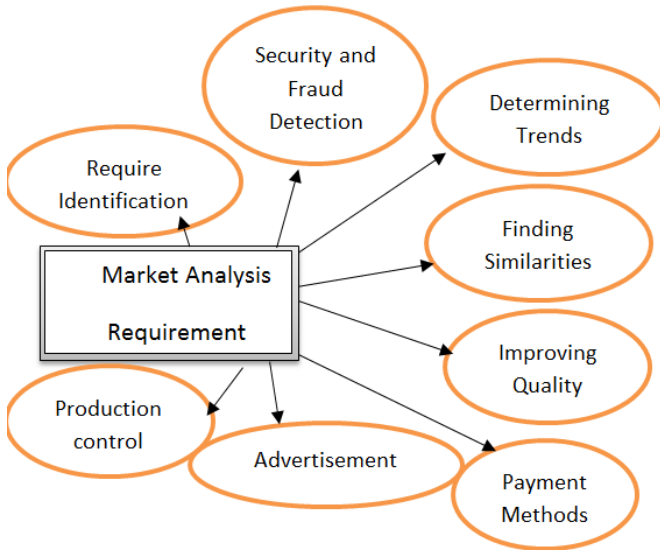 Security and
Fraud
Detection
Determining
Trends
Require
Identification
Finding
Similarities
Market Analysis
Requirement
Improving
Quality
Production
control
Advertisement
Payment
Methods